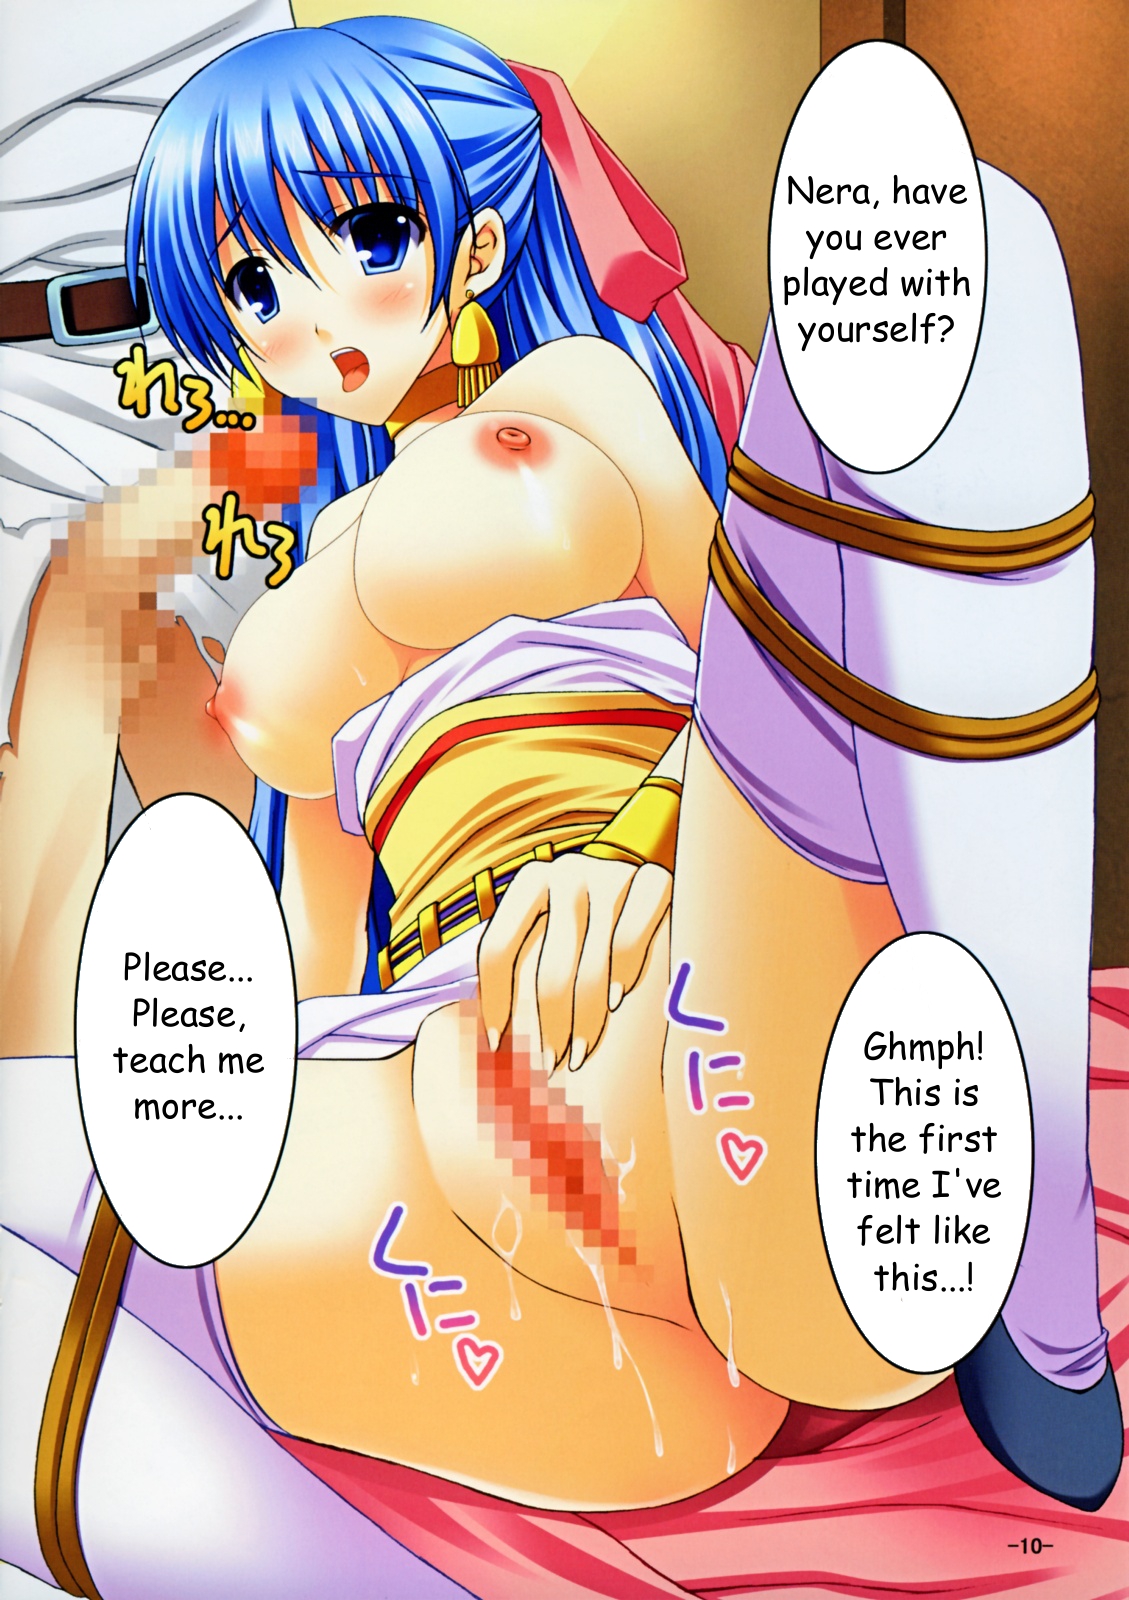 Nera, have
you ever
played with
yourself?
れろ...
れろ
Please...
Please,
teach me
more...
くに♡
Ghmph!
This is
the first
time I've
felt like
this...!
くに♡
-10-